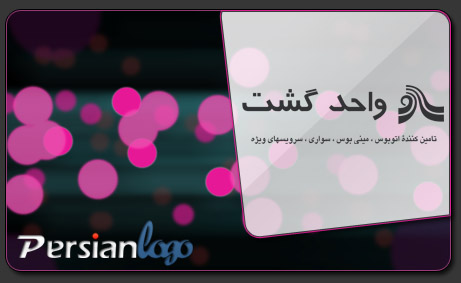 واحد گشت
تامین کنندهٔ اتوبوس ، مینی بوس ، سواری ، سرویسهای ویژه
Persianlogo